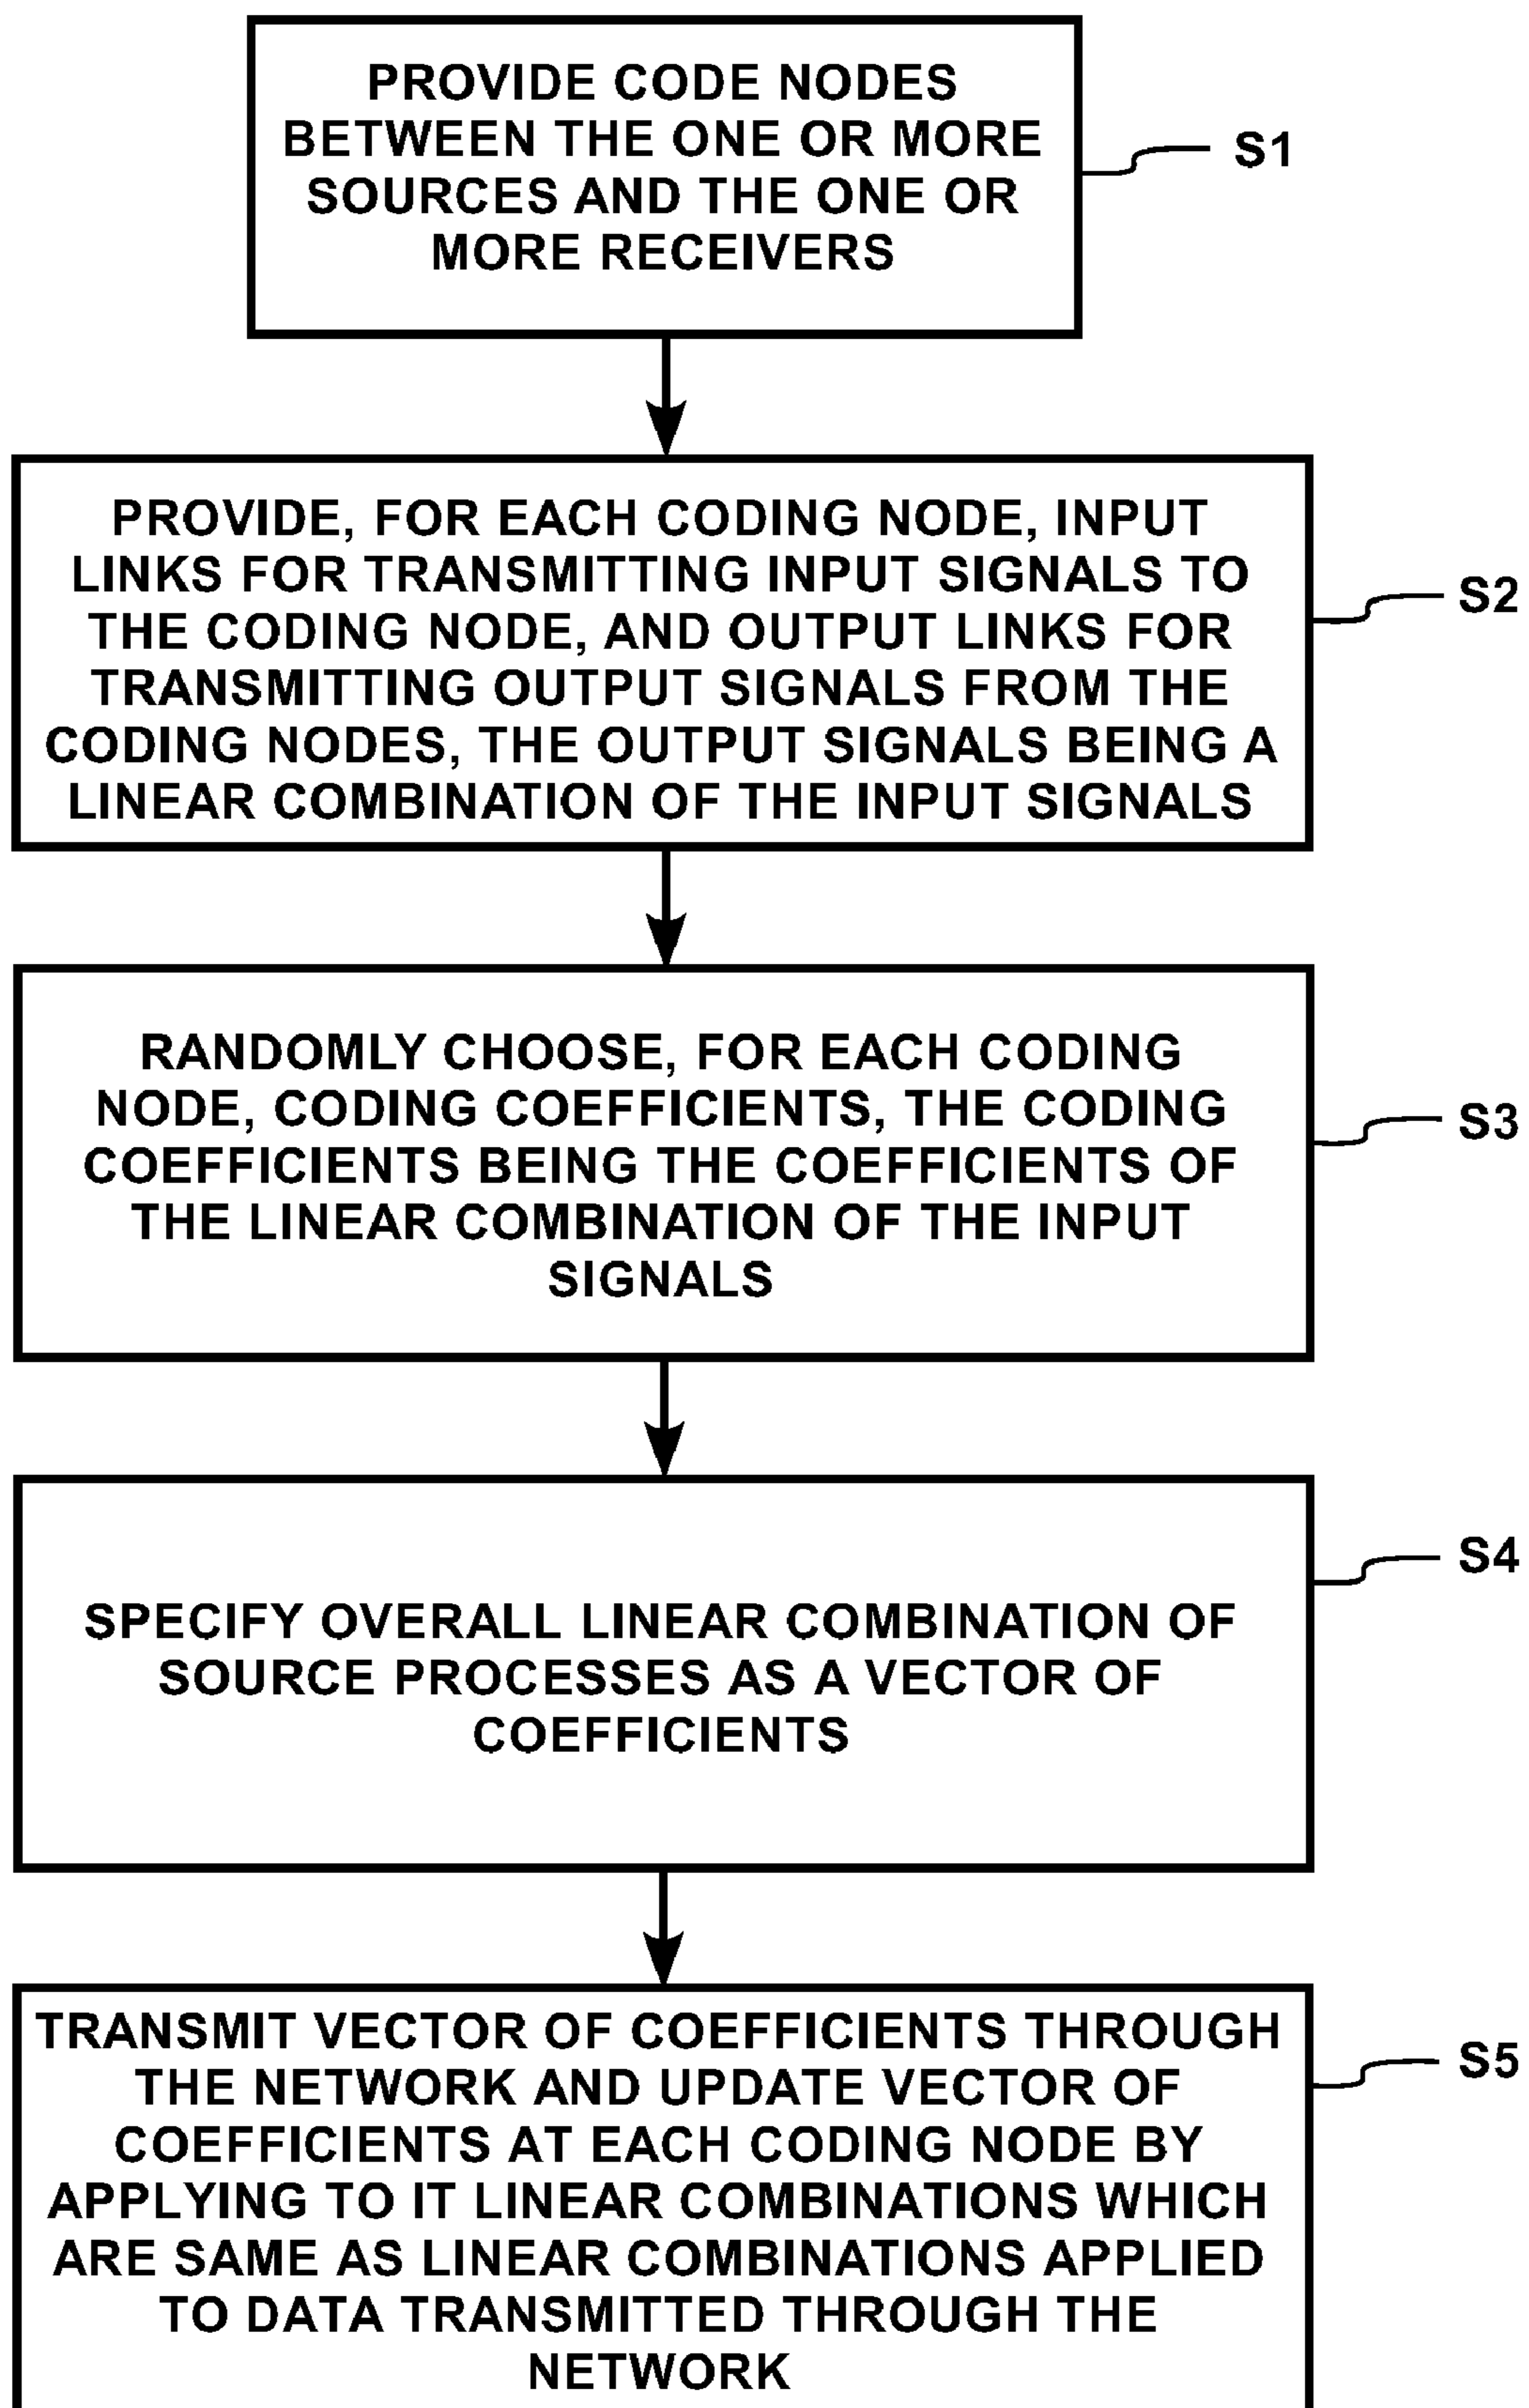 PROVIDE CODE NODES
BETWEEN THE ONE OR MORE
SOURCES AND THE ONE OR
MORE RECEIVERS
S1
PROVIDE, FOR EACH CODING NODE, INPUT
LINKS FOR TRANSMITTING INPUT SIGNALS TO
THE CODING NODE, AND OUTPUT LINKS FOR
TRANSMITTING OUTPUT SIGNALS FROM THE
CODING NODES, THE OUTPUT SIGNALS BEING A
LINEAR COMBINATION OF THE INPUT SIGNALS
S2
RANDOMLY CHOOSE, FOR EACH CODING
NODE, CODING COEFFICIENTS, THE CODING
COEFFICIENTS BEING THE COEFFICIENTS OF
THE LINEAR COMBINATION OF THE INPUT
SIGNALS
S3
SPECIFY OVERALL LINEAR COMBINATION OF
SOURCE PROCESSES AS A VECTOR OF
COEFFICIENTS
S4
TRANSMIT VECTOR OF COEFFICIENTS THROUGH
THE NETWORK AND UPDATE VECTOR OF
COEFFICIENTS AT EACH CODING NODE BY
APPLYING TO IT LINEAR COMBINATIONS WHICH
ARE SAME AS LINEAR COMBINATIONS APPLIED
TO DATA TRANSMITTED THROUGH THE
NETWORK
S5